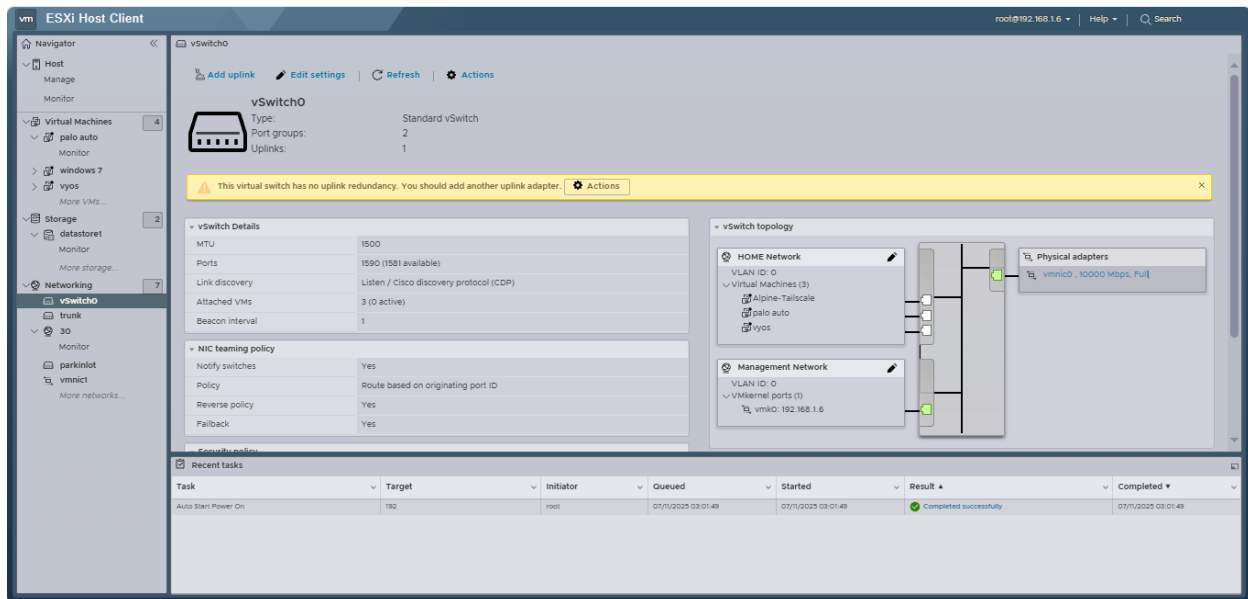 vm ESXi Host Client root@192.168.1.6 Help Search
Navigator
Host
Manage
Monitor
Virtual Machines 4
palo auto
Monitor
windows 7
vyos
More VMs...
Storage 2
datastore1
Monitor
More storage...
Networking 7
vSwitch0
trunk
30
Monitor
parkinlot
vmnic1
More networks...
vSwitch0
Add uplink Edit settings Refresh Actions
vSwitch0
Type: Standard vSwitch
Port groups: 2
Uplinks: 1
This virtual switch has no uplink redundancy. You should add another uplink adapter. Actions
vSwitch Details
MTU 1500
Ports 1590 (1581 available)
Link discovery Listen / Cisco discovery protocol (CDP)
Attached VMs 3 (0 active)
Beacon interval 1
NIC teaming policy
Notify switches Yes
Policy Route based on originating port ID
Reverse policy Yes
Failback Yes
Security policy
vSwitch topology
HOME Network
VLAN ID: 0
Virtual Machines (3)
Alpine-Tailscale
palo auto
vyos
Management Network
VLAN ID: 0
VMkernel ports (1)
vmk0: 192.168.1.6
Physical adapters
vmnic0 , 10000 Mbps, Full
Recent tasks
Task Target Initiator Queued Started Result Completed
Auto Start Power On 192 root 07/11/2025 03:01:49 07/11/2025 03:01:49 Completed successfully 07/11/2025 03:01:49